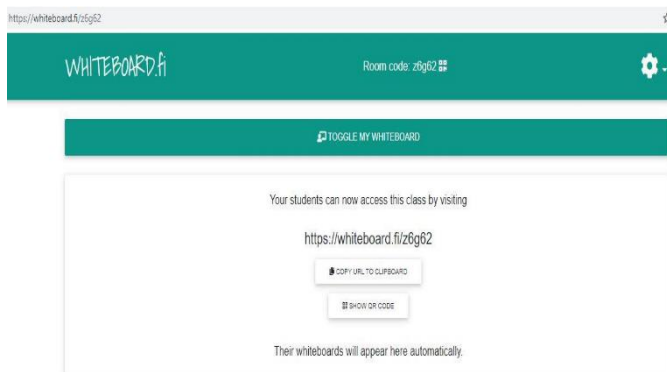 https://whiteboard.fi/z6g62
WHITEBOARD.fi
Room code: z6g62
TOGGLE MY WHITEBOARD
Your students can now access this class by visiting
https://whiteboard.fi/z6g62
COPY URL TO CLIPBOARD
SHOW QR CODE
Their whiteboards will appear here automatically.